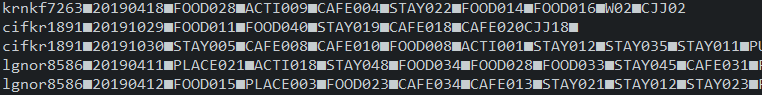 krnkf7263■20190418■FOOD028■ACTI009■CAFE004■STAY022■FOOD014■FOOD016■W02■CJJ02
cifkr1891■20191029■FOOD011■FOOD040■STAY019■CAFE018■CAFE020CJJ18■
cifkr1891■20191030■STAY005■CAFE008■CAFE010■FOOD008■ACTI001■STAY012■STAY035■STAY011■PU
lgnor8586■20190411■PLACE021■ACTI018■STAY048■FOOD034■FOOD028■FOOD033■STAY045■CAFE031■F
lgnor8586■20190412■FOOD015■PLACE003■FOOD023■CAFE034■CAFE013■STAY021■STAY012■STAY023■F